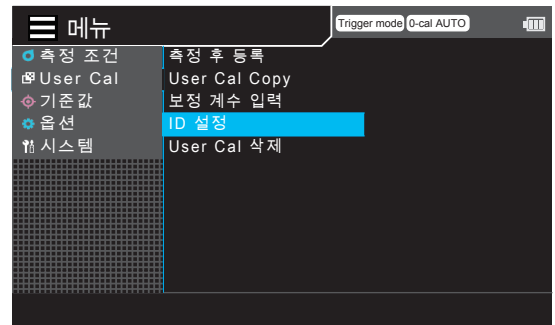 메뉴
Trigger mode 0-cal AUTO
측정 조건
User Cal
기준값
옵션
시스템
측정 후 등록
User Cal Copy
보정 계수 입력
ID 설정
User Cal 삭제